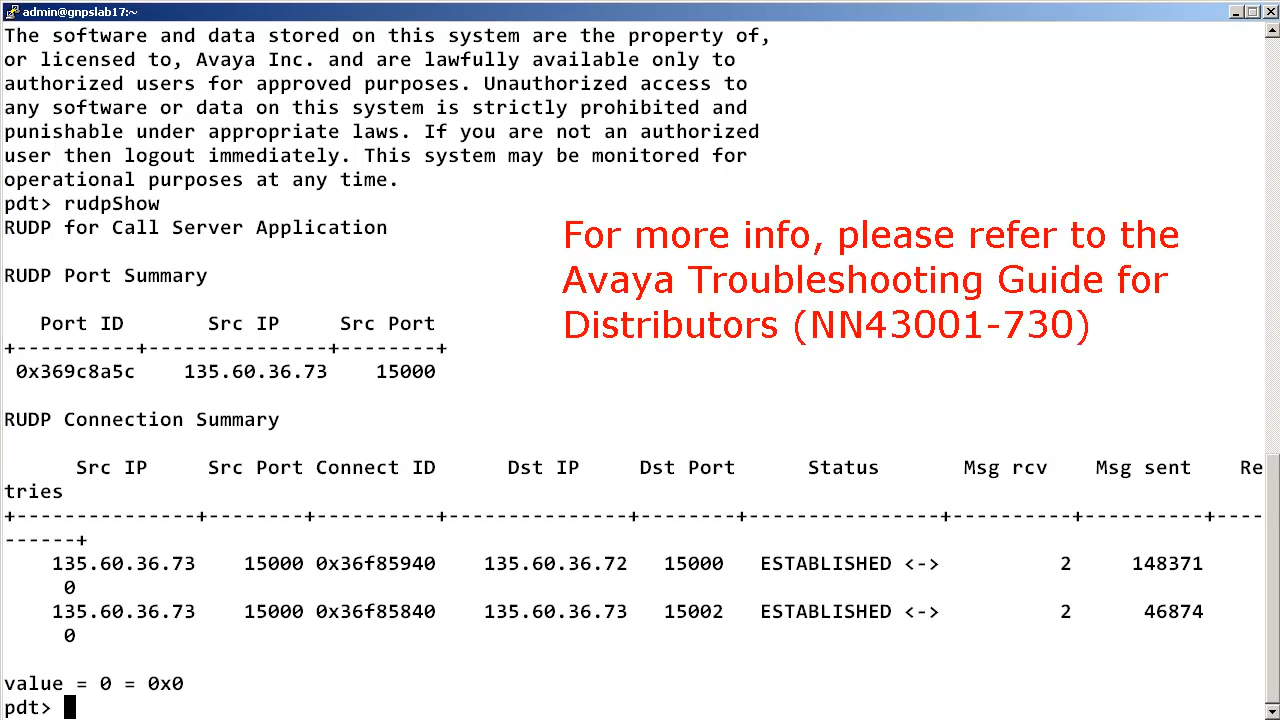 admin@gnpslab17:~
The software and data stored on this system are the property of,
or licensed to, Avaya Inc. and are lawfully available only to
authorized users for approved purposes. Unauthorized access to
any software or data on this system is strictly prohibited and
punishable under appropriate laws. If you are not an authorized
user then logout immediately. This system may be monitored for
operational purposes at any time.
pdt> rudpShow
RUDP for Call Server Application
For more info, please refer to the
Avaya Troubleshooting Guide for
Distributors (NN43001-730)
RUDP Port Summary
Port ID Src IP Src Port
+----------+---------------+--------+
0x369c8a5c 135.60.36.73 15000
RUDP Connection Summary
Src IP Src Port Connect ID Dst IP Dst Port Status Msg rcv Msg sent Re
tries
+---------------+--------+----------+---------------+--------+----------------+----------+----------+----
------+
135.60.36.73 15000 0x36f85940 135.60.36.72 15000 ESTABLISHED <-> 2 148371
0
135.60.36.73 15000 0x36f85840 135.60.36.73 15002 ESTABLISHED <-> 2 46874
0
value = 0 = 0x0
pdt>